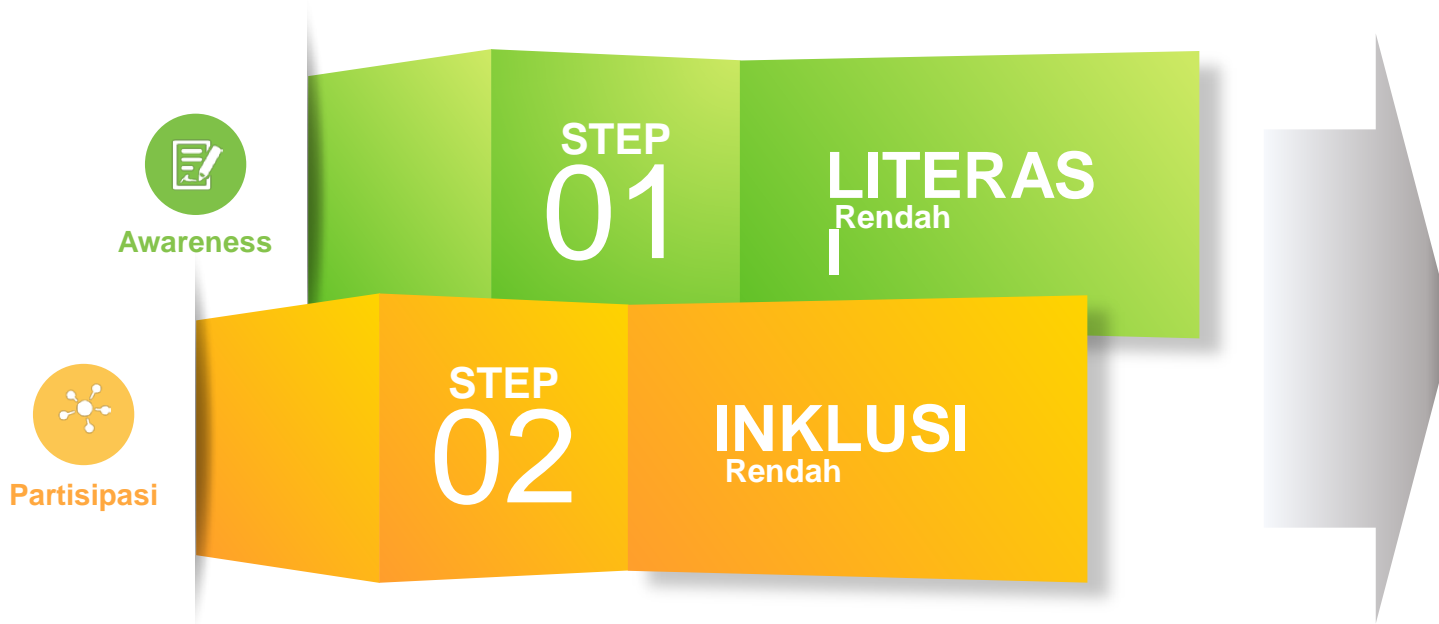 STEP
01
LITERAS
Rendah
I
Awareness
STEP
02
INKLUSI
Rendah
Partisipasi